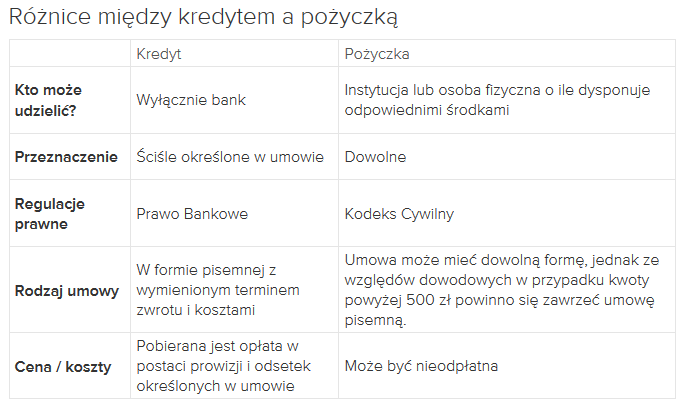 Różnice między kredytem a pożyczką
Kredyt
Pożyczka
Kto może
udzielić?
Wyłącznie bank
Instytucja lub osoba fizyczna o ile dysponuje
odpowiednimi środkami
Przeznaczenie
Ściśle określone w umowie
Dowolne
Regulacje
prawne
Prawo Bankowe
Kodeks Cywilny
Rodzaj umowy
W formie pisemnej z
wymienionym terminem
zwrotu i kosztami
Umowa może mieć dowolną formę, jednak ze
względów dowodowych w przypadku kwoty
powyżej 500 zł powinno się zawrzeć umowę
pisemną.
Cena / koszty
Pobierana jest opłata w
postaci prowizji i odsetek
określonych w umowie
Może być nieodpłatna